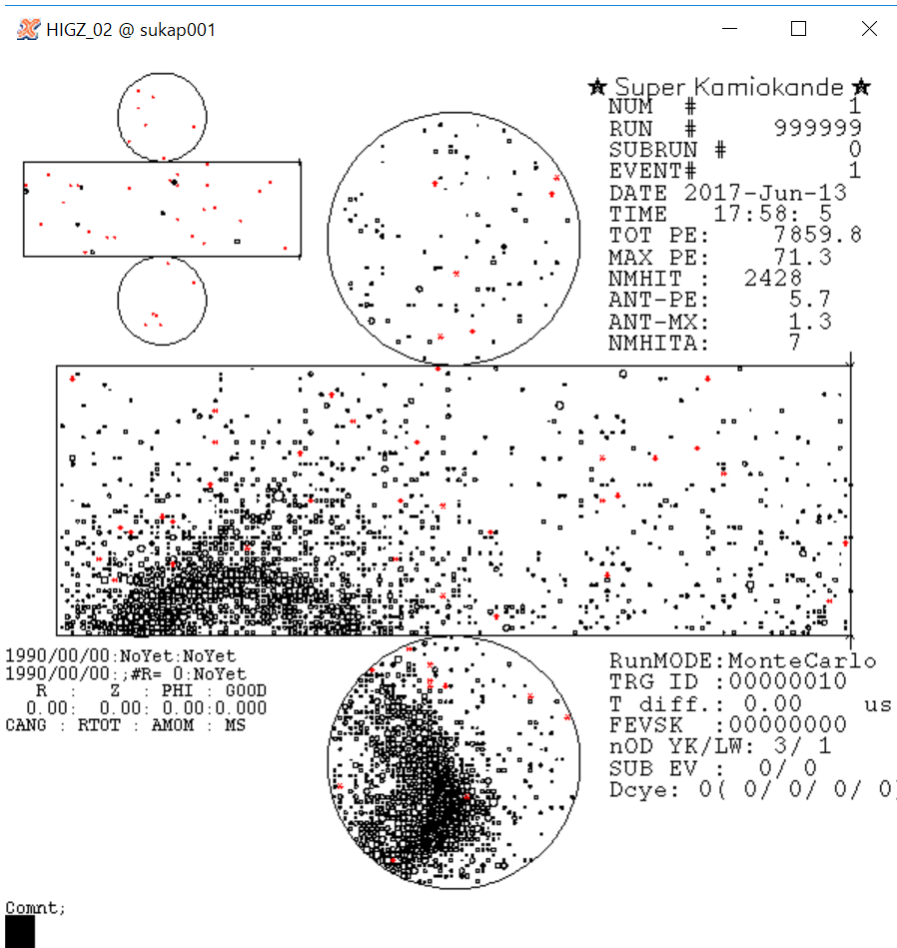 HIGZ_02 @ sukap001
★ Super Kamiokande ★
NUM # 1
RUN # 999999
SUBRUN # 0
EVENT# 1
DATE 2017-Jun-13
TIME 17:58: 5
TOT PE: 7859.8
MAX PE: 71.3
NMHIT : 2428
ANT-PE: 5.7
ANT-MX: 1.3
NMHITA: 7
1990/00/00:NoYet:NoYet
1990/00/00:;#R= 0:NoYet
R : Z : PHI : GOOD
0.00: 0.00: 0.00:0.000
CANG : RTOT : AMOM : MS
RunMODE:MonteCarlo
TRG ID :00000010
T diff.: 0.00 us
FEVSK :00000000
nOD YK/LW: 3/ 1
SUB EV : 0/ 0
Dcye: 0( 0/ 0/ 0/ 0)
Comnt;